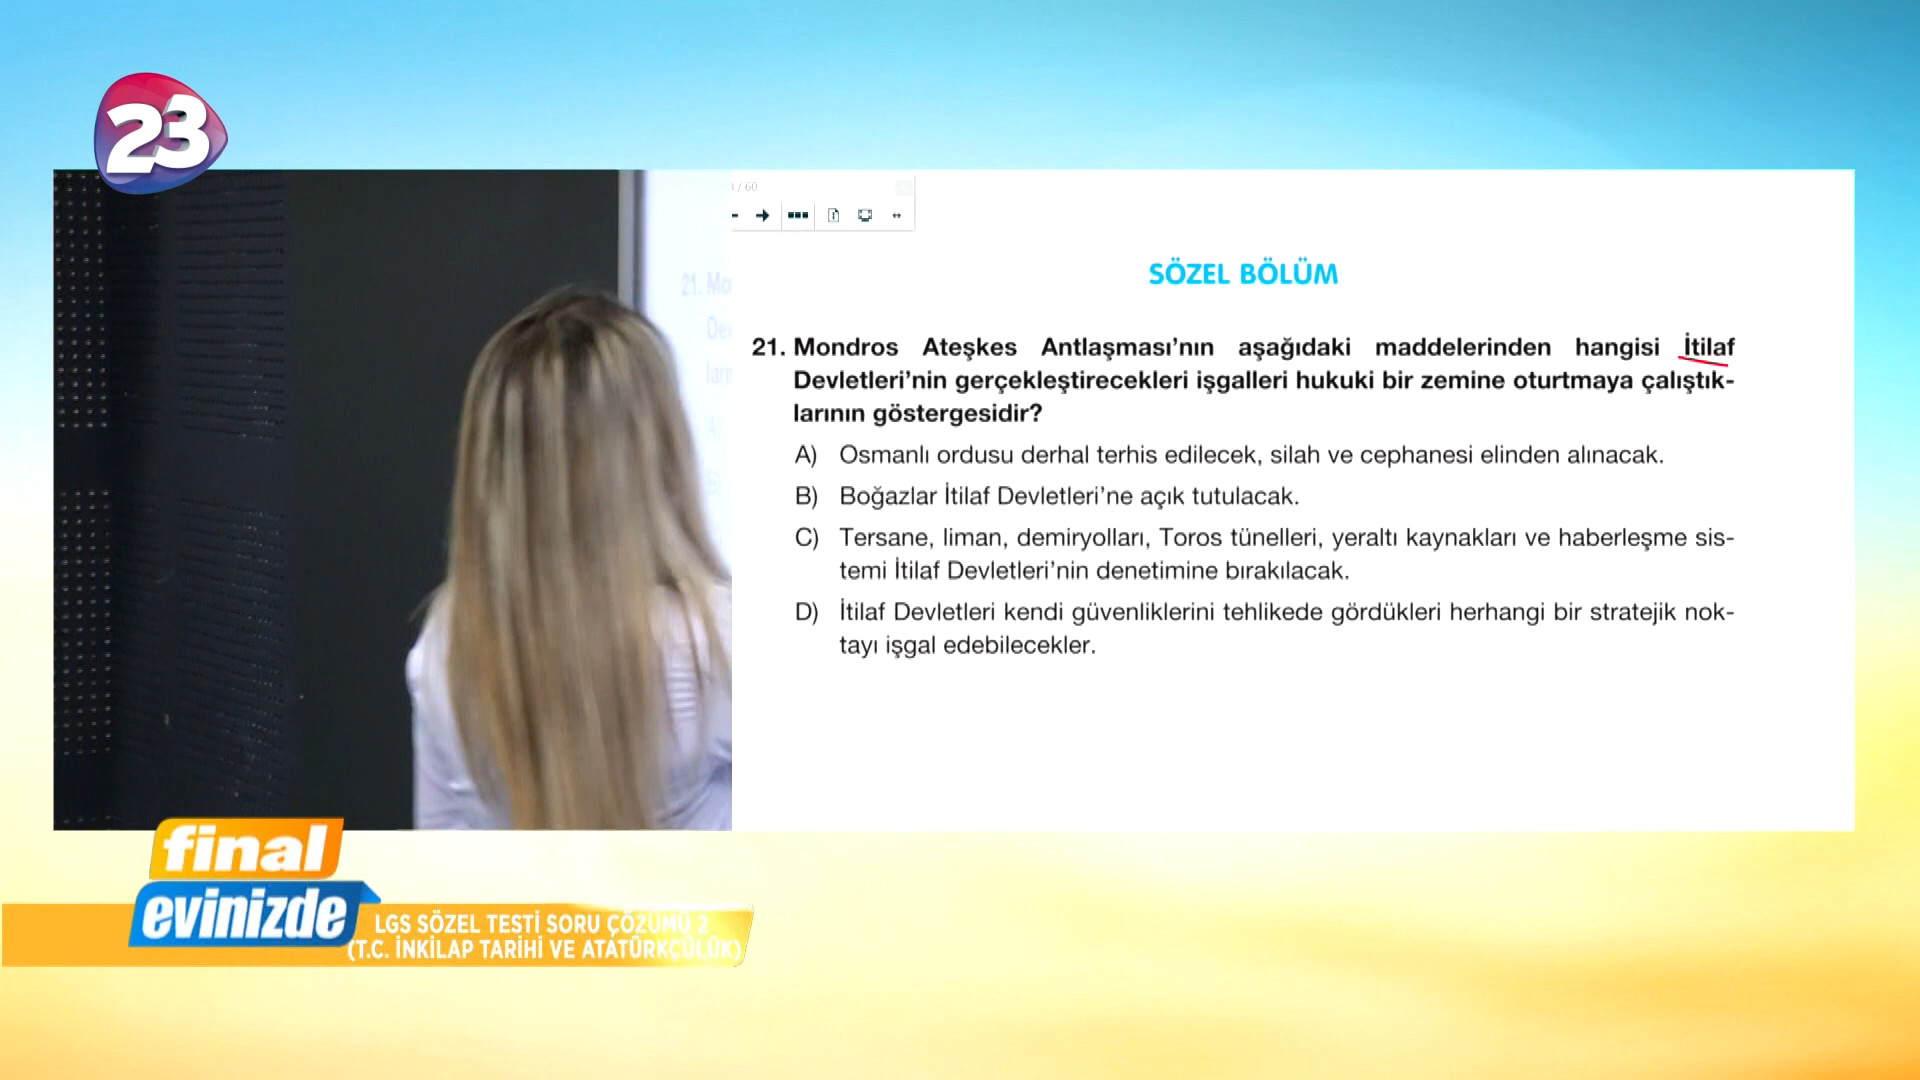 23
/ 60
SÖZEL BÖLÜM
21. Mo
21. Mondros Ateşkes Antlaşması’nın aşağıdaki maddelerinden hangisi İtilaf
Devletleri’nin gerçekleştirecekleri işgalleri hukuki bir zemine oturtmaya çalıştık-
larının göstergesidir?
A) Osmanlı ordusu derhal terhis edilecek, silah ve cephanesi elinden alınacak.
B) Boğazlar İtilaf Devletleri’ne açık tutulacak.
C) Tersane, liman, demiryolları, Toros tünelleri, yeraltı kaynakları ve haberleşme sis-
temi İtilaf Devletleri’nin denetimine bırakılacak.
D) İtilaf Devletleri kendi güvenliklerini tehlikede gördükleri herhangi bir stratejik nok-
tayı işgal edebilecekler.
final
evinizde
LGS SÖZEL TESTİ SORU ÇÖZÜMÜ 2
(T.C. İNKİLAP TARİHİ VE ATATÜRKÇÜLÜK)